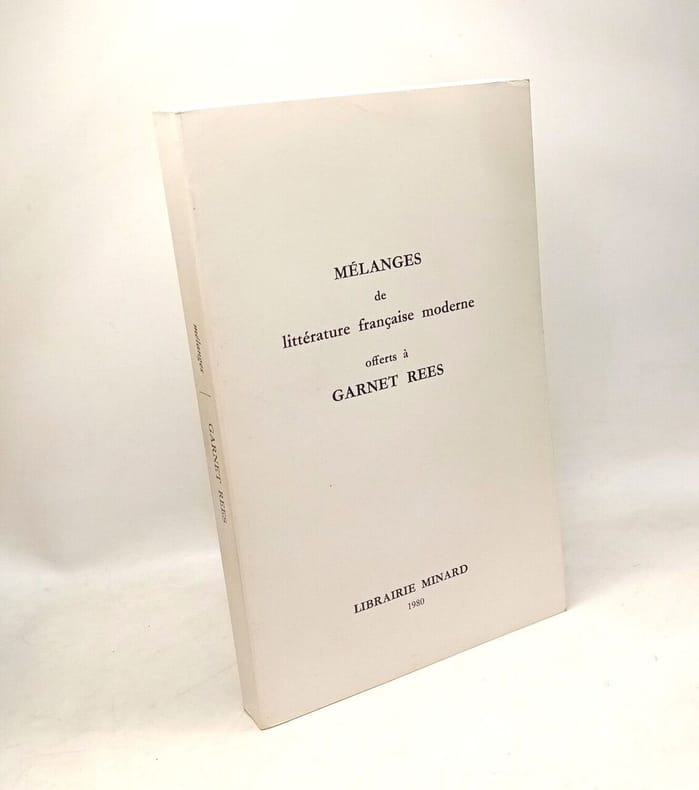 MÉLANGES
de
littérature française moderne
offerts à
GARNET REES
LIBRAIRIE MINARD
1980
mélanges | GARNET REES